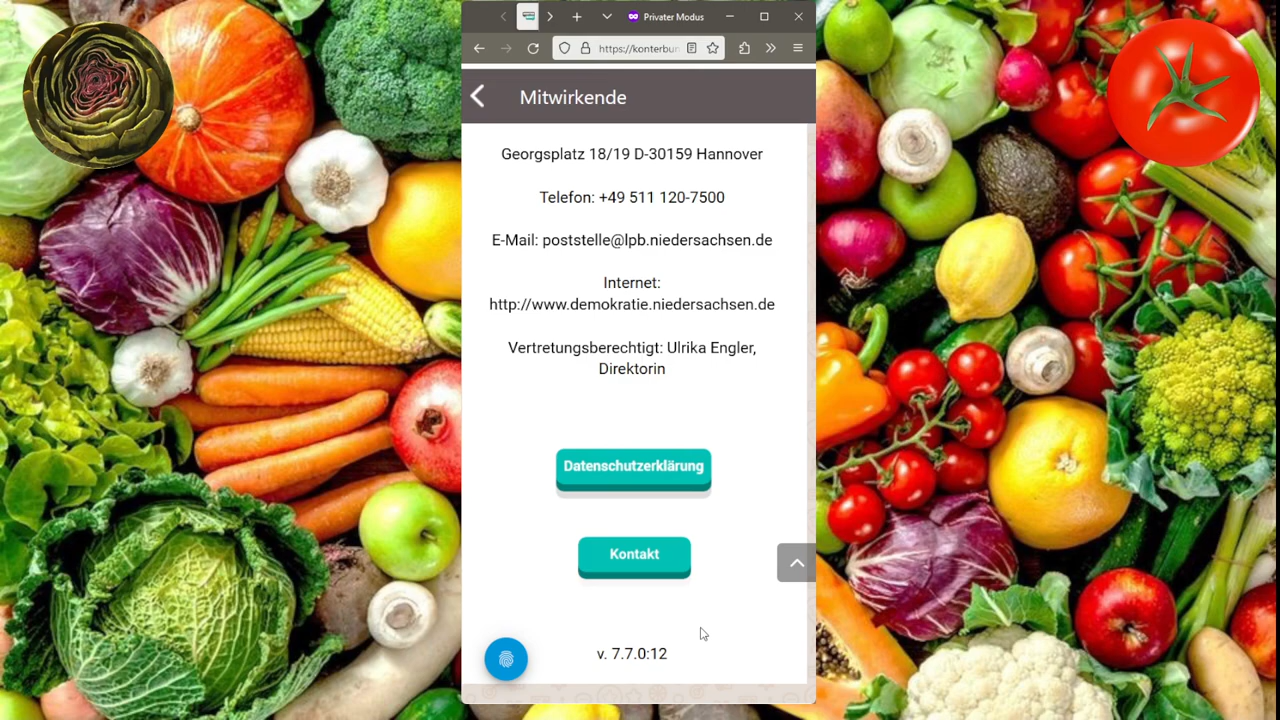 Privater Modus
https://konterbun
Mitwirkende
Georgsplatz 18/19 D-30159 Hannover
Telefon: +49 511 120-7500
E-Mail: poststelle@lpb.niedersachsen.de
Internet:
http://www.demokratie.niedersachsen.de
Vertretungsberechtigt: Ulrika Engler,
Direktorin
Datenschutzerklärung
Kontakt
v. 7.7.0:12